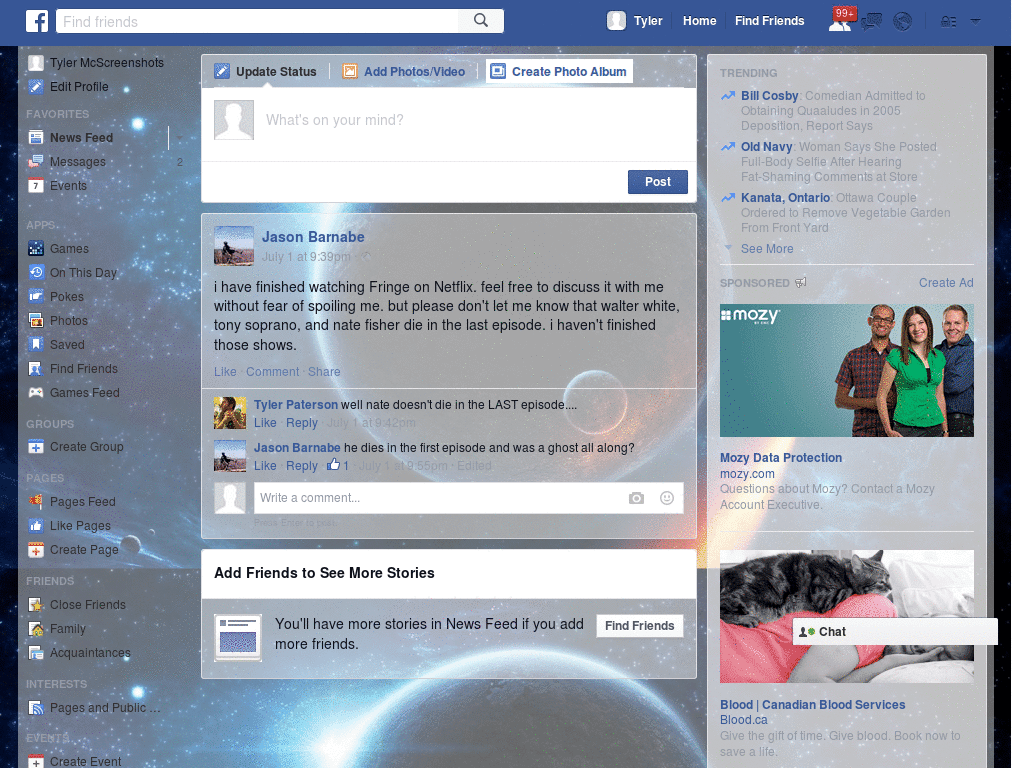 Find friends
Tyler
Home
Find Friends
99+
Tyler McScreenshots
Edit Profile
FAVORITES
News Feed
Messages 2
7 Events
APPS
Games
On This Day
Pokes
Photos
Saved
Find Friends
Games Feed
GROUPS
Create Group
PAGES
Pages Feed
Like Pages
Create Page
FRIENDS
Close Friends
Family
Acquaintances
INTERESTS
Pages and Public ...
EVENTS
Create Event
Update Status
Add Photos/Video
Create Photo Album
What's on your mind?
Post
Jason Barnabe
July 1 at 9:39pm ·
i have finished watching Fringe on Netflix. feel free to discuss it with me
without fear of spoiling me. but please don't let me know that walter white,
tony soprano, and nate fisher die in the last episode. i haven't finished
those shows.
Like · Comment · Share
Tyler Paterson well nate doesn't die in the LAST episode....
Like · Reply · July 1 at 9:42pm
Jason Barnabe he dies in the first episode and was a ghost all along?
Like · Reply · 1 · July 1 at 9:55pm · Edited
Write a comment...
Press Enter to post.
Add Friends to See More Stories
You'll have more stories in News Feed if you add
more friends.
Find Friends
TRENDING
Bill Cosby: Comedian Admitted to
Obtaining Quaaludes in 2005
Deposition, Report Says
Old Navy: Woman Says She Posted
Full-Body Selfie After Hearing
Fat-Shaming Comments at Store
Kanata, Ontario: Ottawa Couple
Ordered to Remove Vegetable Garden
From Front Yard
See More
SPONSORED
Create Ad
mozy
BY EMC
Mozy Data Protection
mozy.com
Questions about Mozy? Contact a Mozy
Account Executive.
Chat
Blood | Canadian Blood Services
Blood.ca
Give the gift of time. Give blood. Book now to
save a life.